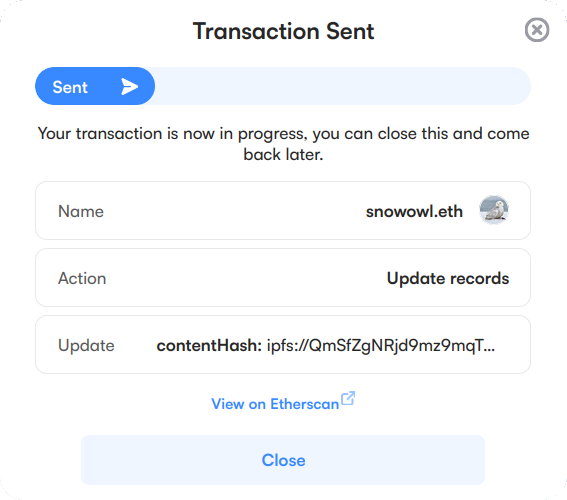 Transaction Sent
Sent
Your transaction is now in progress, you can close this and come
back later.
Name snowowl.eth
Action Update records
Update contentHash: ipfs://QmSfZgNRjd9mz9mqT...
View on Etherscan
Close